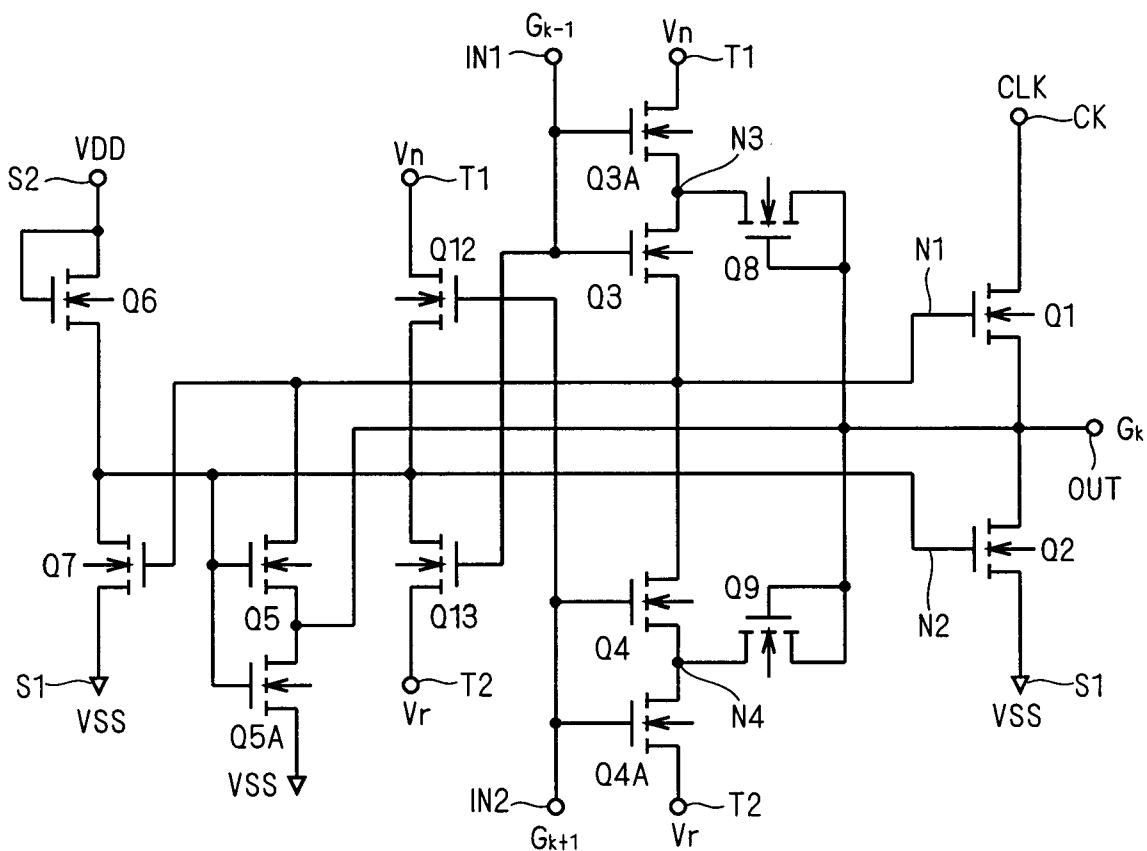 Gk-1
IN1
Vn
T1
CLK
CK
VDD
S2
Vn
T1
Q3A
N3
Q12
Q6
Q3
Q8
N1
Q1
Gk
OUT
Q7
Q5
Q13
Q4
Q9
N2
Q2
S1
VSS
Q5A
VSS
T2
Vr
N4
Q4A
S1
VSS
IN2
Gk+1
T2
Vr